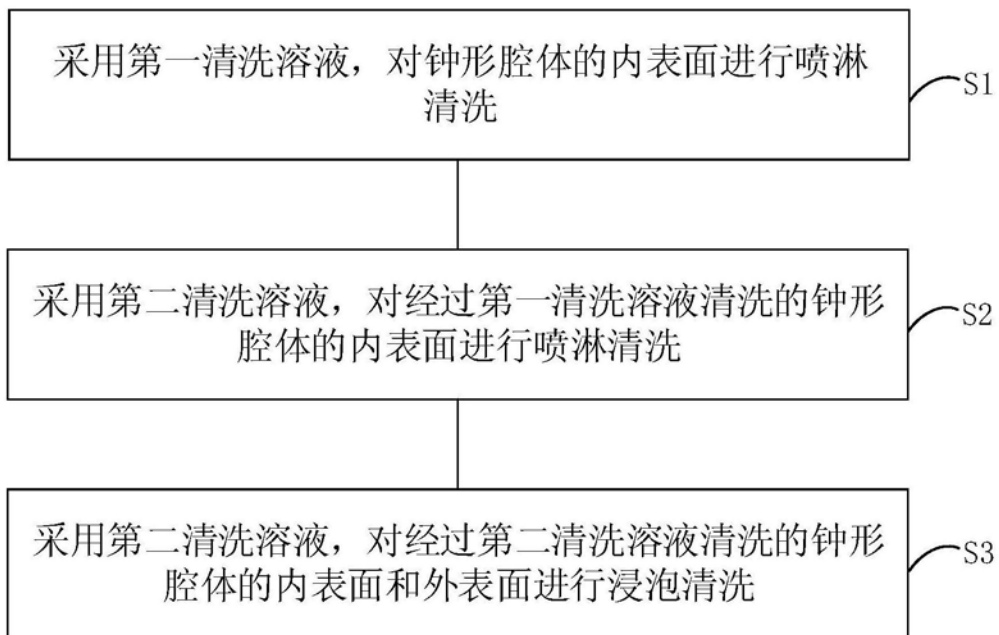 采用第一清洗溶液，对钟形腔体的内表面进行喷淋
清洗
S1
采用第二清洗溶液，对经过第一清洗溶液清洗的钟形
腔体的内表面进行喷淋清洗
S2
采用第二清洗溶液，对经过第二清洗溶液清洗的钟形
腔体的内表面和外表面进行浸泡清洗
S3